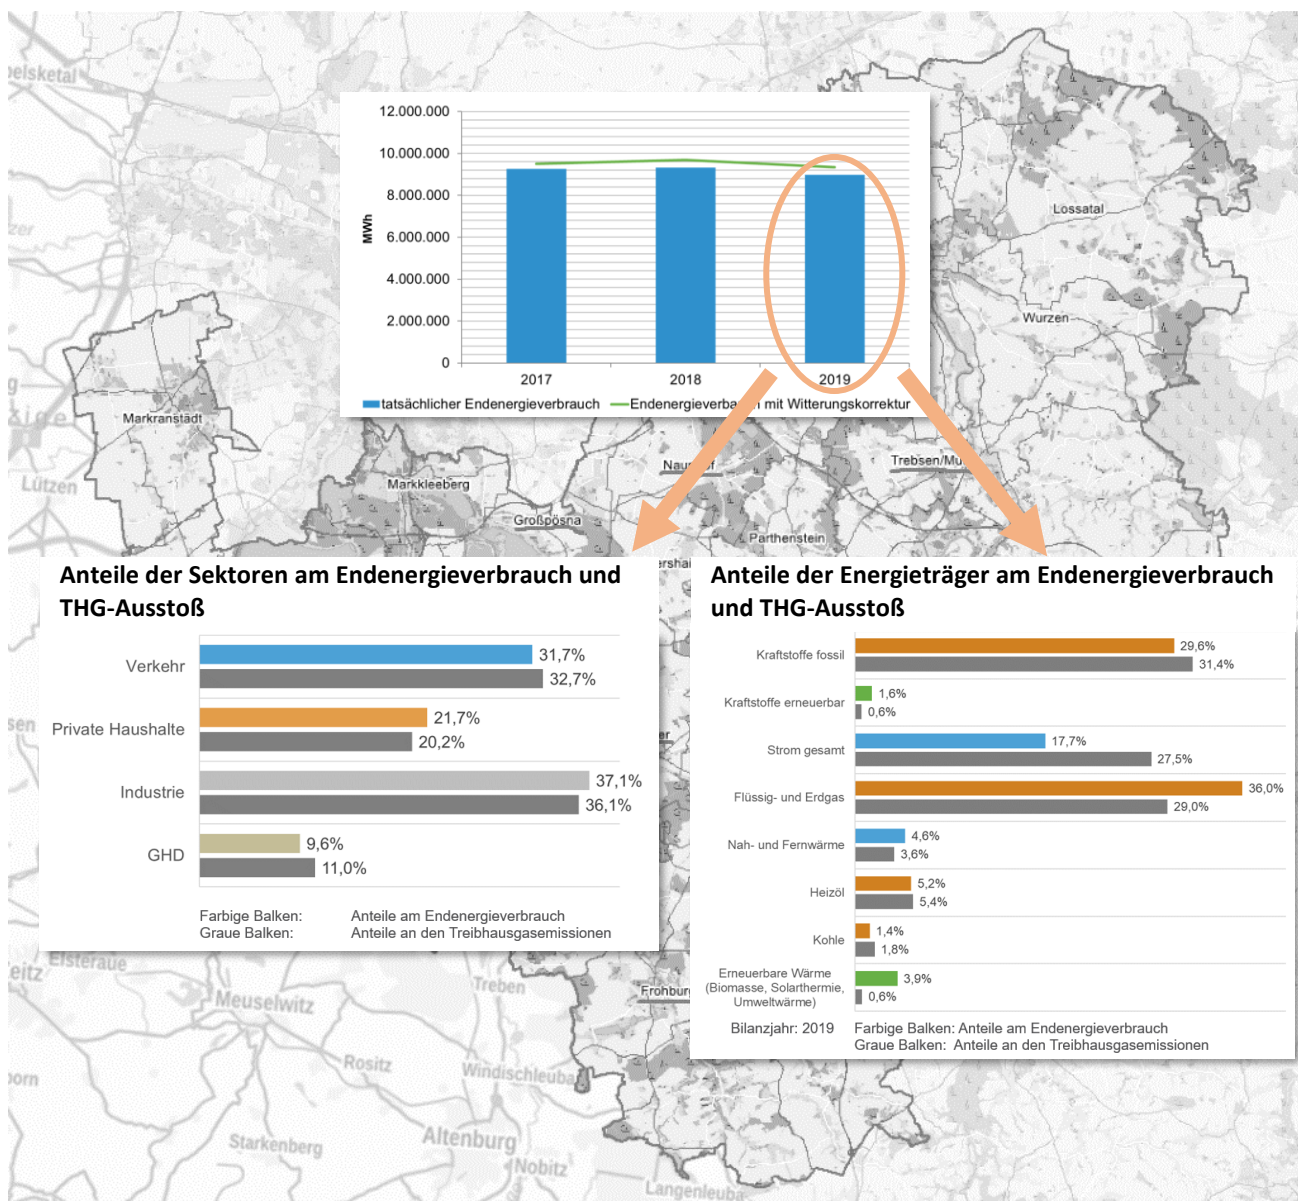 elsketal
12.000.000
10.000.000
8.000.000
6.000.000
4.000.000
2.000.000
0
MWh
2017
2018
2019
tatsächlicher Endenergieverbrauch
Endenergieverbrauch mit Witterungskorrektur
Lossatal
Wurzen
Markranstädt
Lützen
Markkleeberg
Großpösna
Naunhof
Trebsen/Mu
Parthenstein
ershai
Anteile der Sektoren am Endenergieverbrauch und
THG-Ausstoß
Verkehr
31,7%
32,7%
Private Haushalte
21,7%
20,2%
Industrie
37,1%
36,1%
GHD
9,6%
11,0%
Farbige Balken: Anteile am Endenergieverbrauch
Graue Balken: Anteile an den Treibhausgasemissionen
Anteile der Energieträger am Endenergieverbrauch
und THG-Ausstoß
Kraftstoffe fossil
29,6%
31,4%
Kraftstoffe erneuerbar
1,6%
0,6%
Strom gesamt
17,7%
27,5%
Flüssig- und Erdgas
36,0%
29,0%
Nah- und Fernwärme
4,6%
3,6%
Heizöl
5,2%
5,4%
Kohle
1,4%
1,8%
Erneuerbare Wärme
(Biomasse, Solarthermie,
Umweltwärme)
3,9%
0,6%
Bilanzjahr: 2019 Farbige Balken: Anteile am Endenergieverbrauch
Graue Balken: Anteile an den Treibhausgasemissionen
Elsteraue
eitz
Meuselwitz
Treben
Frohburg
Rositz
Windischleuba
Starkenberg
Altenburg
Nobitz
Langenleuba